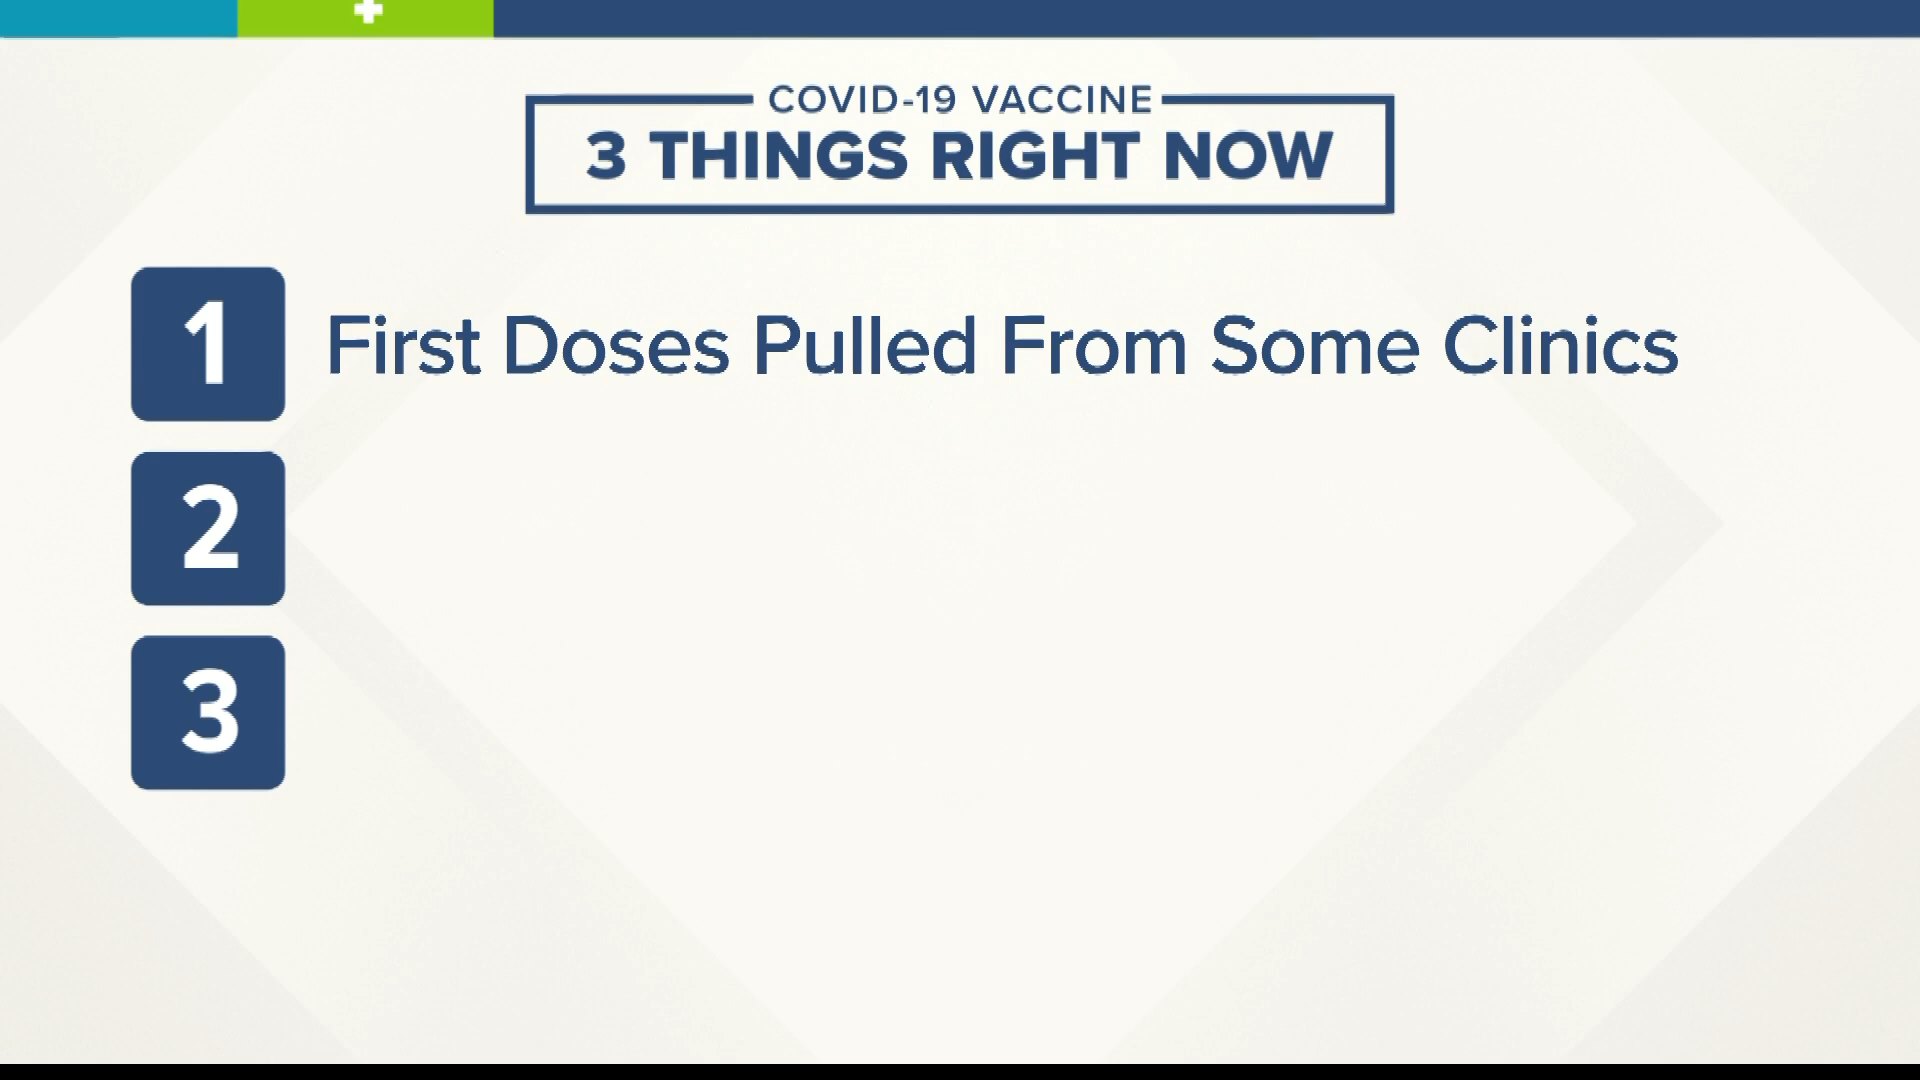 COVID-19 VACCINE
3 THINGS RIGHT NOW
1 First Doses Pulled From Some Clinics
2
3